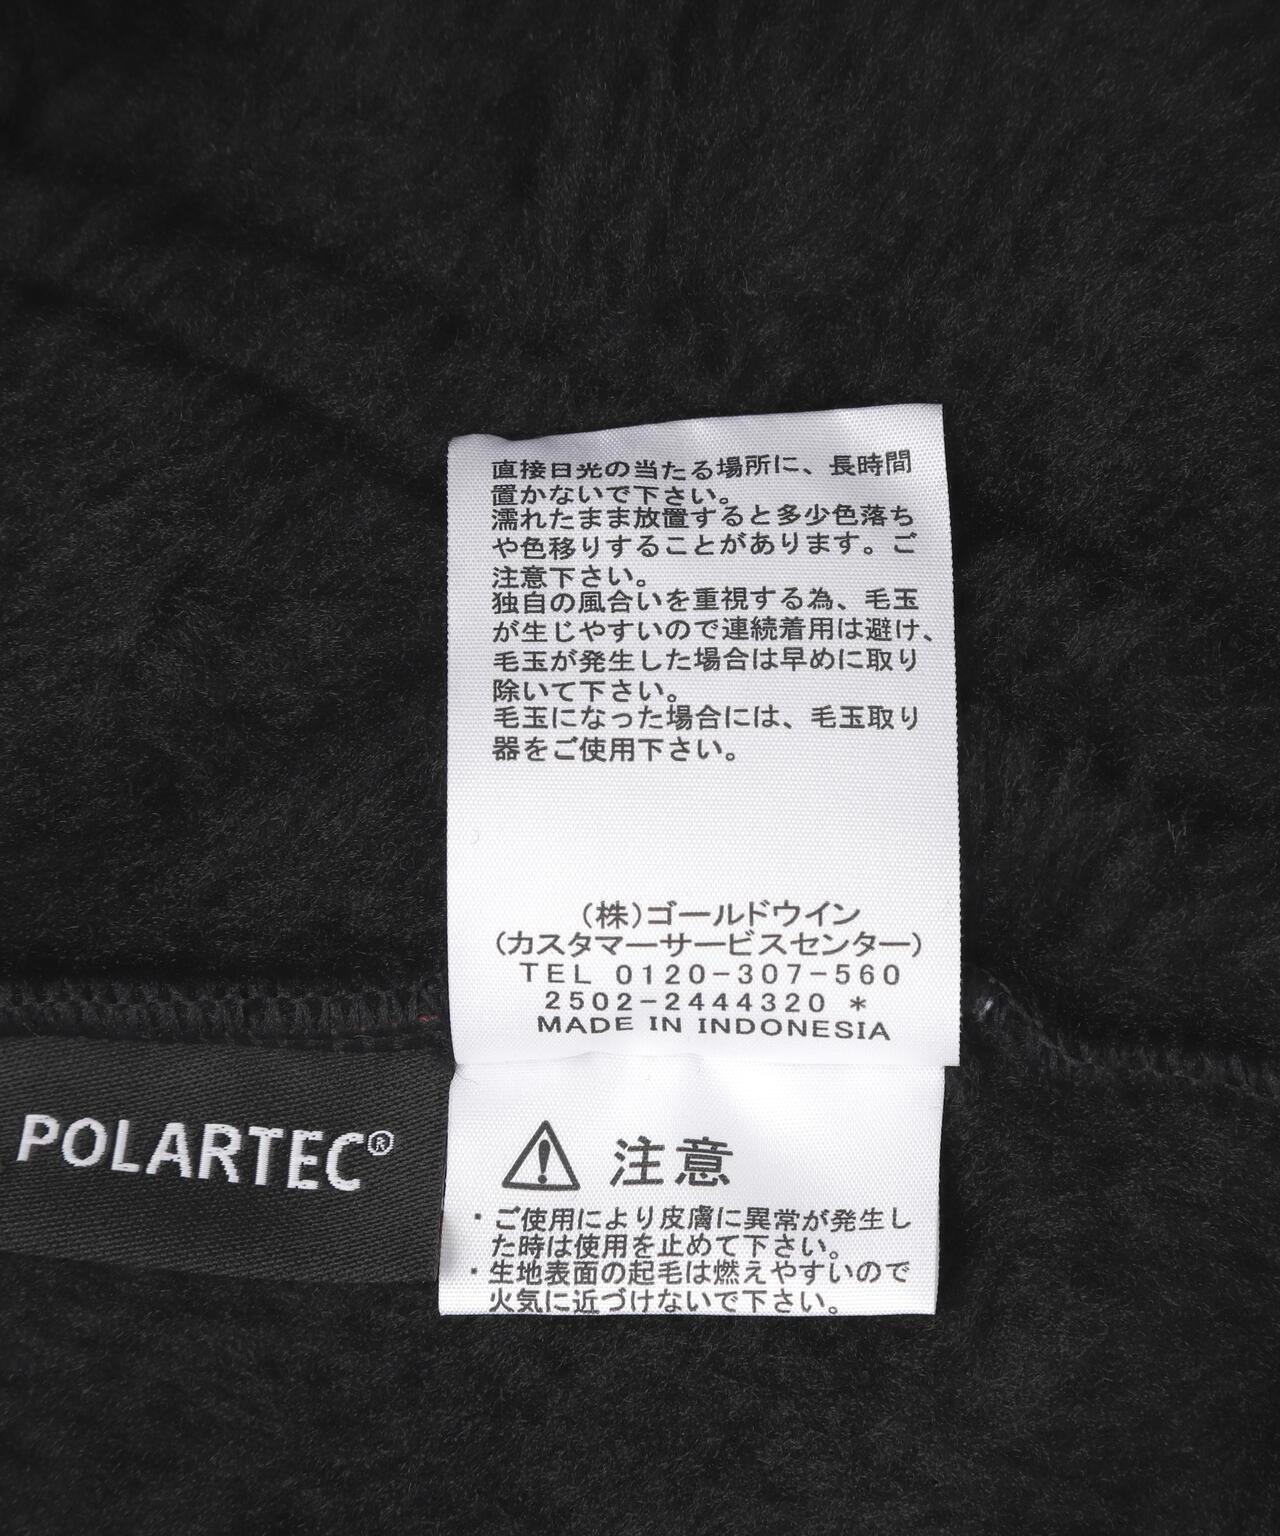 直接日光の当たる場所に、長時間
置かないで下さい。
濡れたまま放置すると多少色落ち
や色移りすることがあります。ご
注意下さい。
独自の風合いを重視する為、毛玉
が生じやすいので連続着用は避け、
毛玉が発生した場合は早めに取り
除いて下さい。
毛玉になった場合には、毛玉取り
器をご使用下さい。
(株)ゴールドウイン
(カスタマーサービスセンター)
TEL 0120-307-560
2502-2444320 *
MADE IN INDONESIA
POLARTEC®
注意
・ご使用により皮膚に異常が発生し
た時は使用を止めて下さい。
・生地表面の起毛は燃えやすいので
火気に近づけないで下さい。